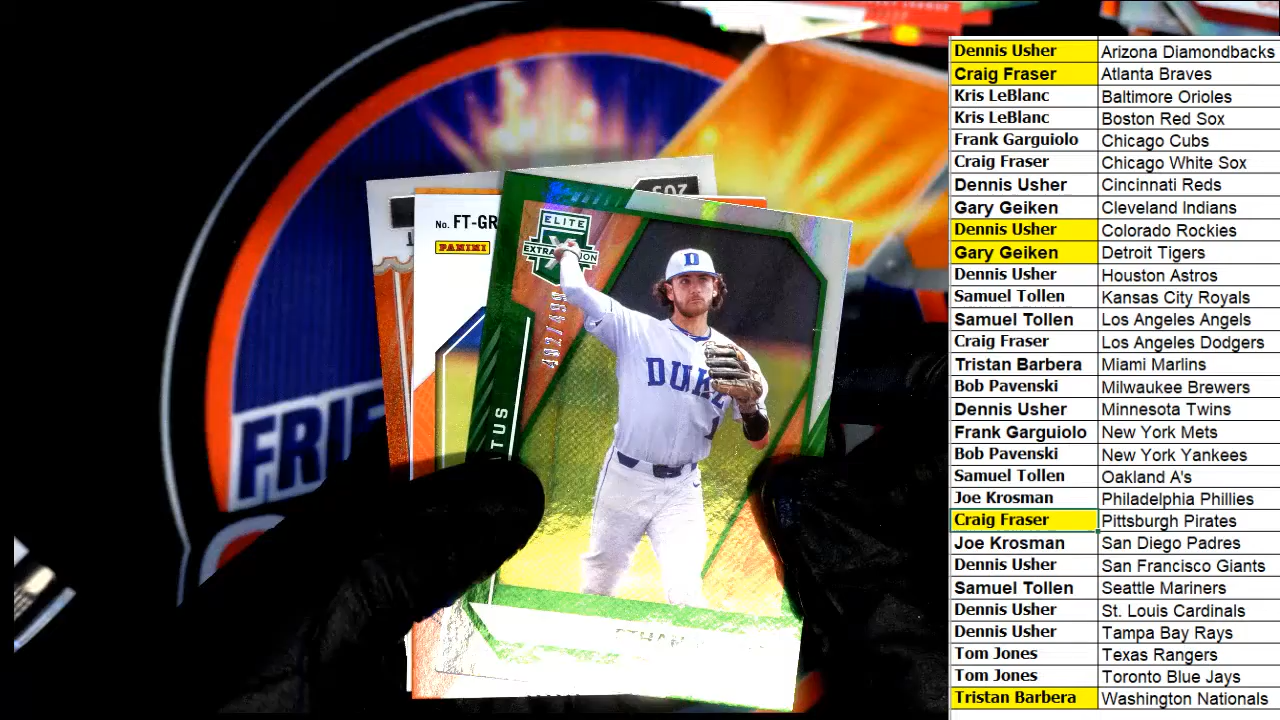 FRIE
No. FT-GR
PANINI
ELITE
EXTRA EDITION
DUKE
D
ITUS
ETHAN
Dennis Usher Arizona Diamondbacks
Craig Fraser Atlanta Braves
Kris LeBlanc Baltimore Orioles
Kris LeBlanc Boston Red Sox
Frank Garguiolo Chicago Cubs
Craig Fraser Chicago White Sox
Dennis Usher Cincinnati Reds
Gary Geiken Cleveland Indians
Dennis Usher Colorado Rockies
Gary Geiken Detroit Tigers
Dennis Usher Houston Astros
Samuel Tollen Kansas City Royals
Samuel Tollen Los Angeles Angels
Craig Fraser Los Angeles Dodgers
Tristan Barbera Miami Marlins
Bob Pavenski Milwaukee Brewers
Dennis Usher Minnesota Twins
Frank Garguiolo New York Mets
Bob Pavenski New York Yankees
Samuel Tollen Oakland A's
Joe Krosman Philadelphia Phillies
Craig Fraser Pittsburgh Pirates
Joe Krosman San Diego Padres
Dennis Usher San Francisco Giants
Samuel Tollen Seattle Mariners
Dennis Usher St. Louis Cardinals
Dennis Usher Tampa Bay Rays
Tom Jones Texas Rangers
Tom Jones Toronto Blue Jays
Tristan Barbera Washington Nationals